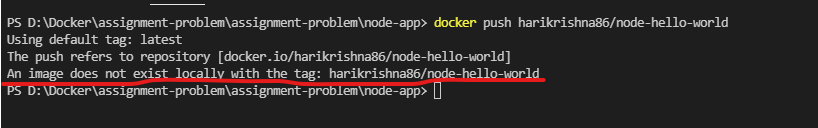 PS D:\Docker\assignment-problem\assignment-problem\node-app> docker push harikrishna86/node-hello-world
Using default tag: latest
The push refers to repository [docker.io/harikrishna86/node-hello-world]
An image does not exist locally with the tag: harikrishna86/node-hello-world
PS D:\Docker\assignment-problem\assignment-problem\node-app>